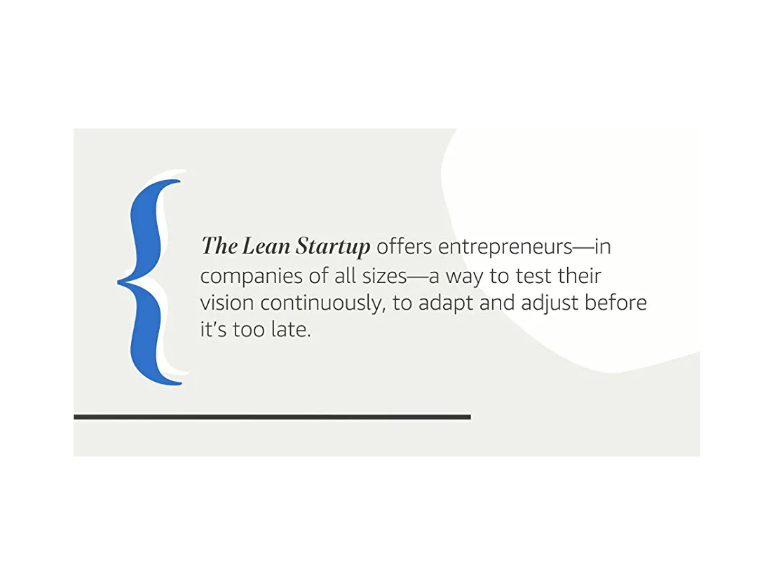 The Lean Startup offers entrepreneurs—in
companies of all sizes—a way to test their
vision continuously, to adapt and adjust before
it's too late.